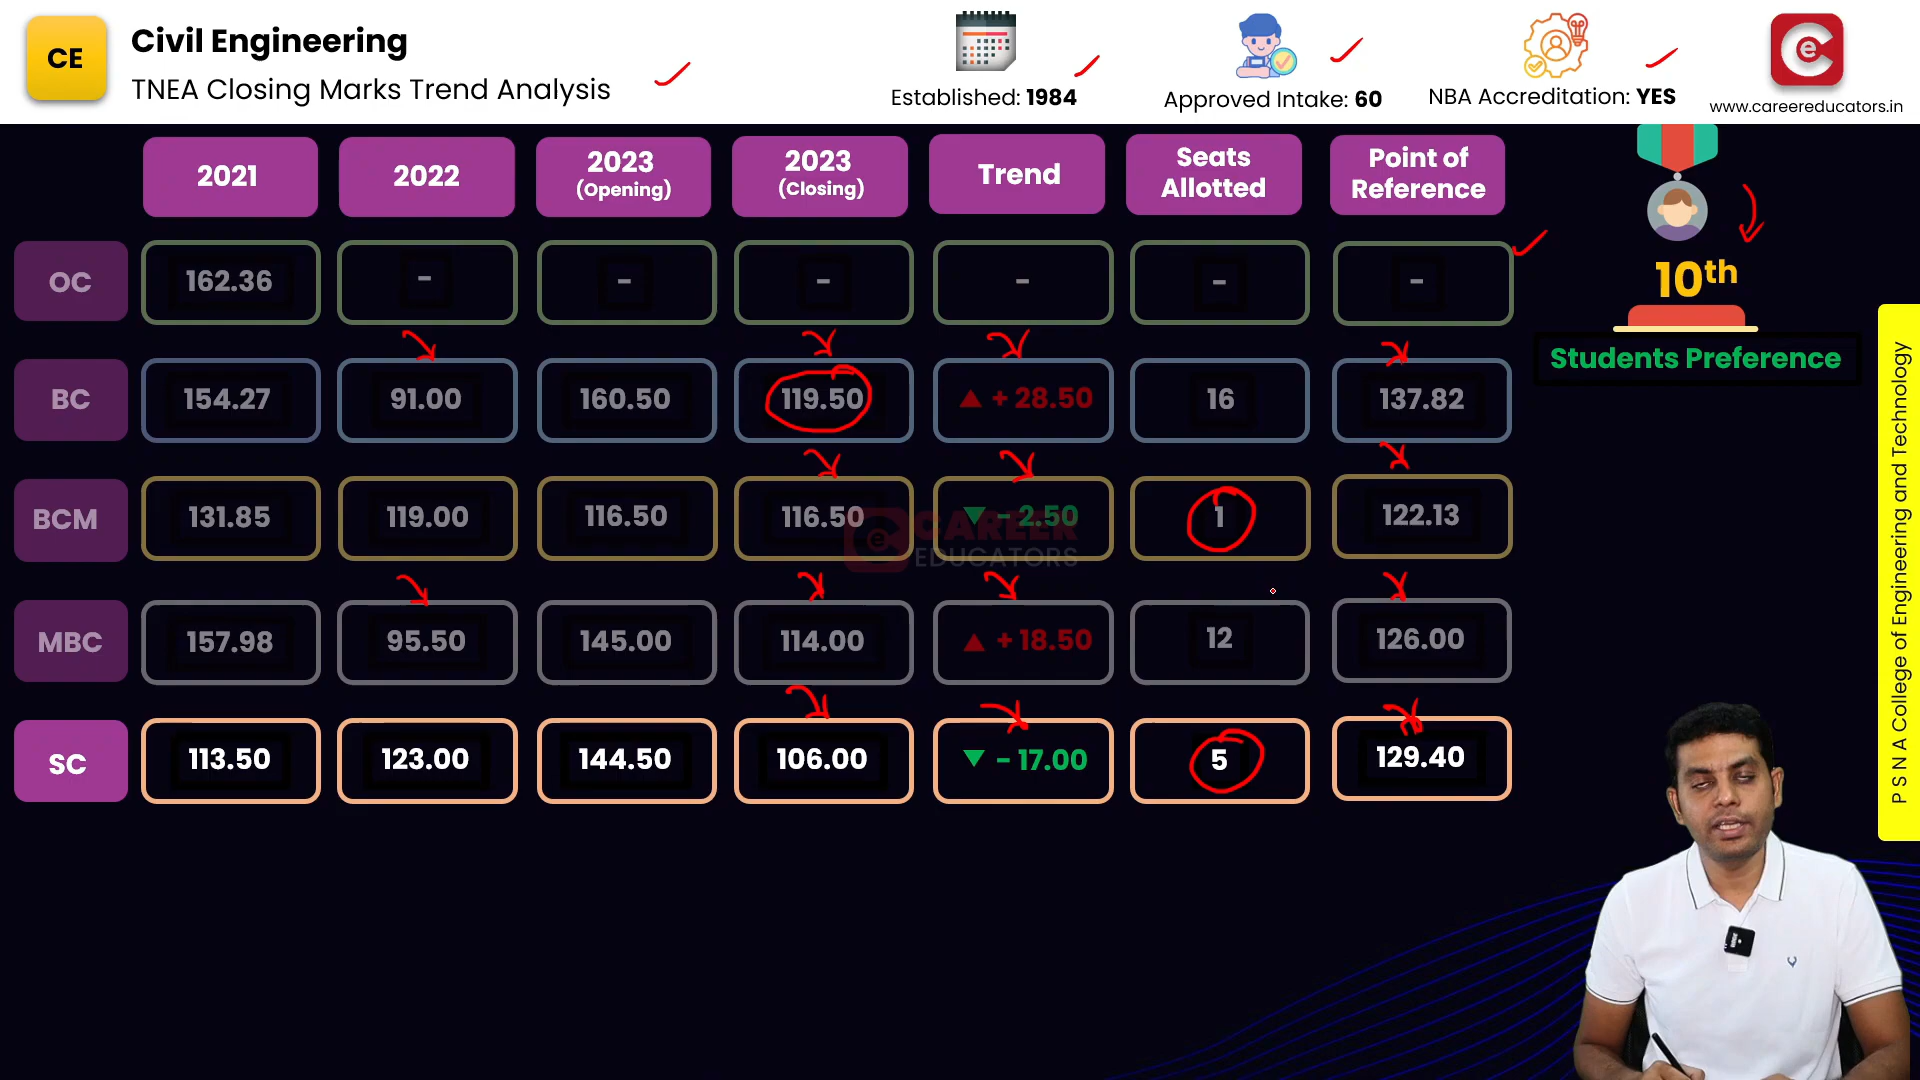 CE
Civil Engineering
TNEA Closing Marks Trend Analysis
Established: 1984
Approved Intake: 60
NBA Accreditation: YES
e
www.careereducators.in
2021
2022
2023
(Opening)
2023
(Closing)
Trend
Seats
Allotted
Point of
Reference
OC
162.36
-
-
-
-
-
-
BC
154.27
91.00
160.50
119.50
▲ + 28.50
16
137.82
BCM
131.85
119.00
116.50
116.50
▼ - 2.50
1
122.13
MBC
157.98
95.50
145.00
114.00
▲ + 18.50
12
126.00
SC
113.50
123.00
144.50
106.00
▼ - 17.00
5
129.40
e CAREER
EDUCATORS
10th
Students Preference
P S N A College of Engineering and Technology